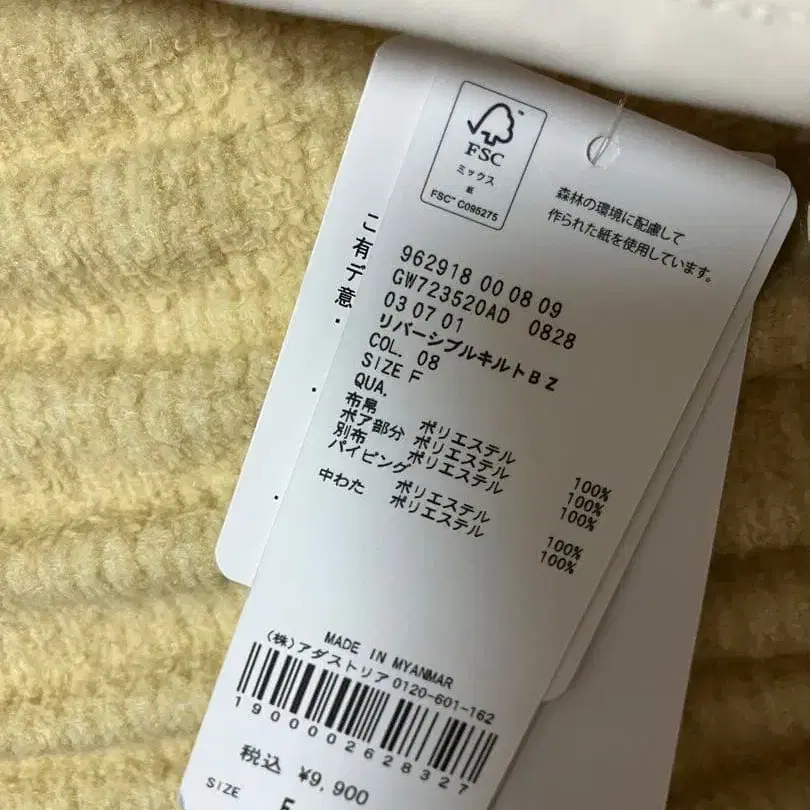 FSC™
ミックス
紙
FSC™ C095275
森林の環境に配慮して
作られた紙を使用しています。
こ
有
デ
意
962918 00 08 09
GW723520AD 0828
03 07 01
リバーシブルキルトBZ
COL. 08
SIZE F
QUA.
布帛 ポリエステル 100%
ボア部分 ポリエステル 100%
別布 ポリエステル 100%
パイピング
ポリエステル 100%
中わた ポリエステル 100%
MADE IN MYANMAR
(株)アダストリア 0120-601-162
1900002628327
税込 ¥9,900
SIZE F